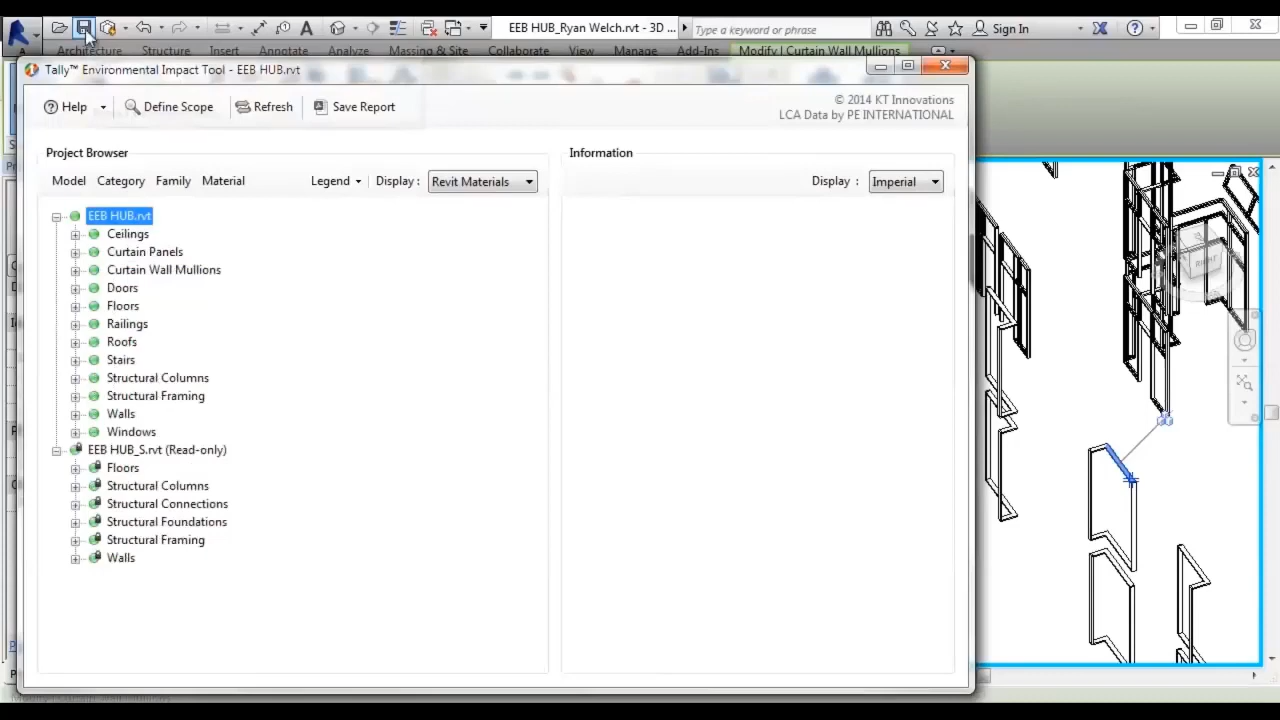 EEB HUB_Ryan Welch.rvt - 3D ...
Type a keyword or phrase
Sign In
Architecture Structure Insert Annotate Analyze Massing & Site Collaborate View Manage Add-Ins Modify | Curtain Wall Mullions
Tally™ Environmental Impact Tool - EEB HUB.rvt
Help Define Scope Refresh Save Report
© 2014 KT Innovations
LCA Data by PE INTERNATIONAL
Project Browser
Model Category Family Material Legend Display : Revit Materials
EEB HUB.rvt
Ceilings
Curtain Panels
Curtain Wall Mullions
Doors
Floors
Railings
Roofs
Stairs
Structural Columns
Structural Framing
Walls
Windows
EEB HUB_S.rvt (Read-only)
Floors
Structural Columns
Structural Connections
Structural Foundations
Structural Framing
Walls
Information
Display : Imperial
RIGHT